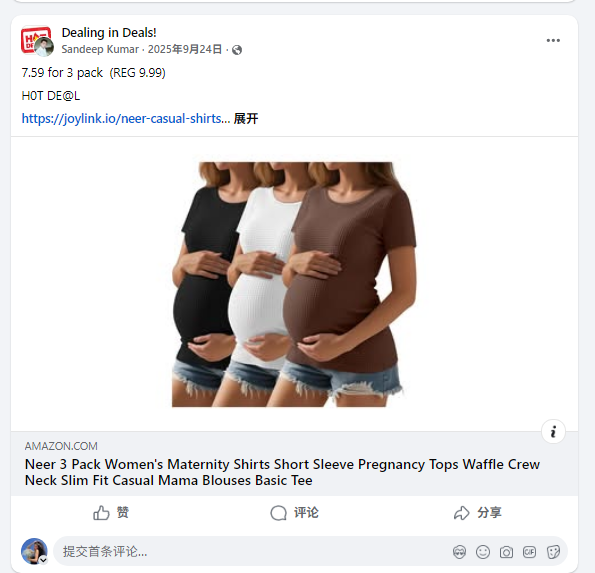 Dealing in Deals!
Sandeep Kumar · 2025年9月24日 ·
7.59 for 3 pack (REG 9.99)
H0T DE@L
https://joylink.io/neer-casual-shirts... 展开
AMAZON.COM
Neer 3 Pack Women's Maternity Shirts Short Sleeve Pregnancy Tops Waffle Crew
Neck Slim Fit Casual Mama Blouses Basic Tee
赞 评论 分享
提交首条评论...
GIF